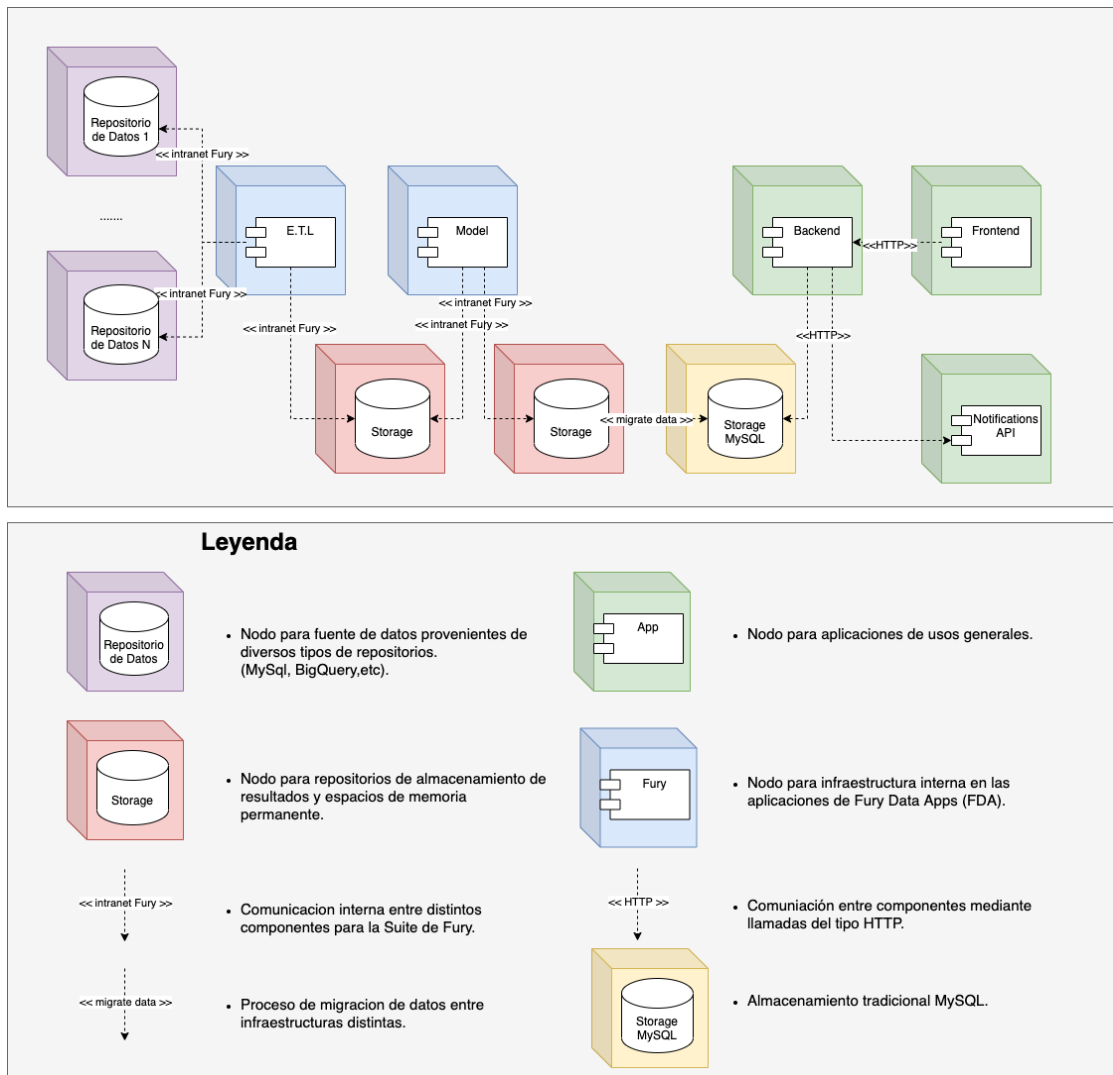 Repositorio
de Datos 1
<< intranet Fury >>
.......
E.T.L
Model
Backend
Frontend
<<HTTP>>
Repositorio
de Datos N
<< intranet Fury >>
<< intranet Fury >>
<< intranet Fury >>
<< intranet Fury >>
<<HTTP>>
Storage
Storage
<< migrate data >>
Storage
MySQL
Notifications
API
Leyenda
Repositorio
de Datos
• Nodo para fuente de datos provenientes de
diversos tipos de repositorios.
(MySql, BigQuery,etc).
App
• Nodo para aplicaciones de usos generales.
Storage
• Nodo para repositorios de almacenamiento de
resultados y espacios de memoria
permanente.
Fury
• Nodo para infraestructura interna en las
aplicaciones de Fury Data Apps (FDA).
<< intranet Fury >>
• Comunicacion interna entre distintos
componentes para la Suite de Fury.
<< HTTP >>
• Comuniación entre componentes mediante
llamadas del tipo HTTP.
<< migrate data >>
• Proceso de migracion de datos entre
infraestructuras distintas.
Storage
MySQL
• Almacenamiento tradicional MySQL.